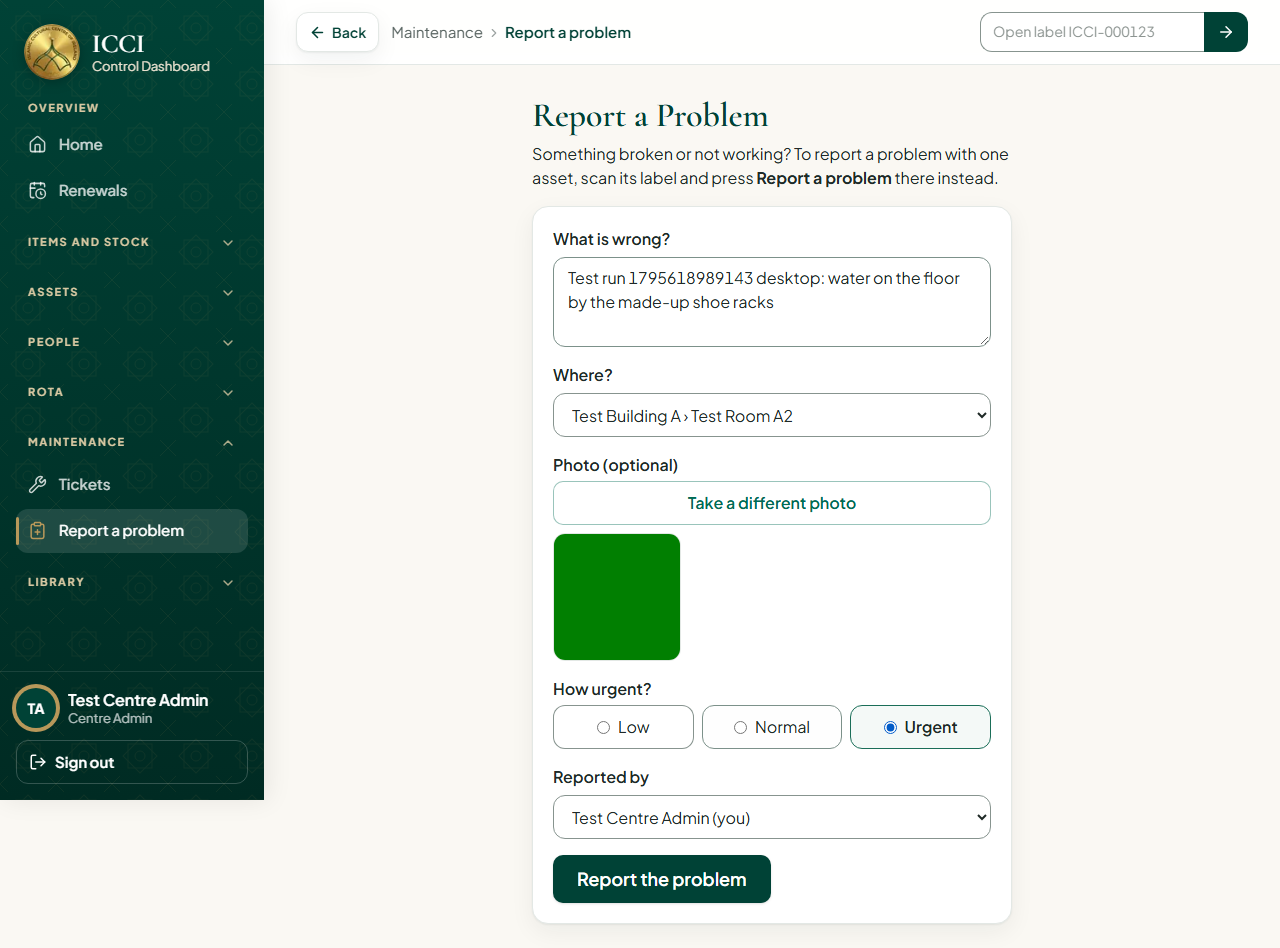 ICCI
Control Dashboard
OVERVIEW
Home
Renewals
ITEMS AND STOCK
ASSETS
PEOPLE
ROTA
MAINTENANCE
Tickets
Report a problem
LIBRARY
TA
Test Centre Admin
Centre Admin
Sign out
Back
Maintenance › Report a problem
Open label ICCI-000123
Report a Problem
Something broken or not working? To report a problem with one
asset, scan its label and press Report a problem there instead.
What is wrong?
Test run 1795618989143 desktop: water on the floor
by the made-up shoe racks
Where?
Test Building A › Test Room A2
Photo (optional)
Take a different photo
How urgent?
Low
Normal
Urgent
Reported by
Test Centre Admin (you)
Report the problem